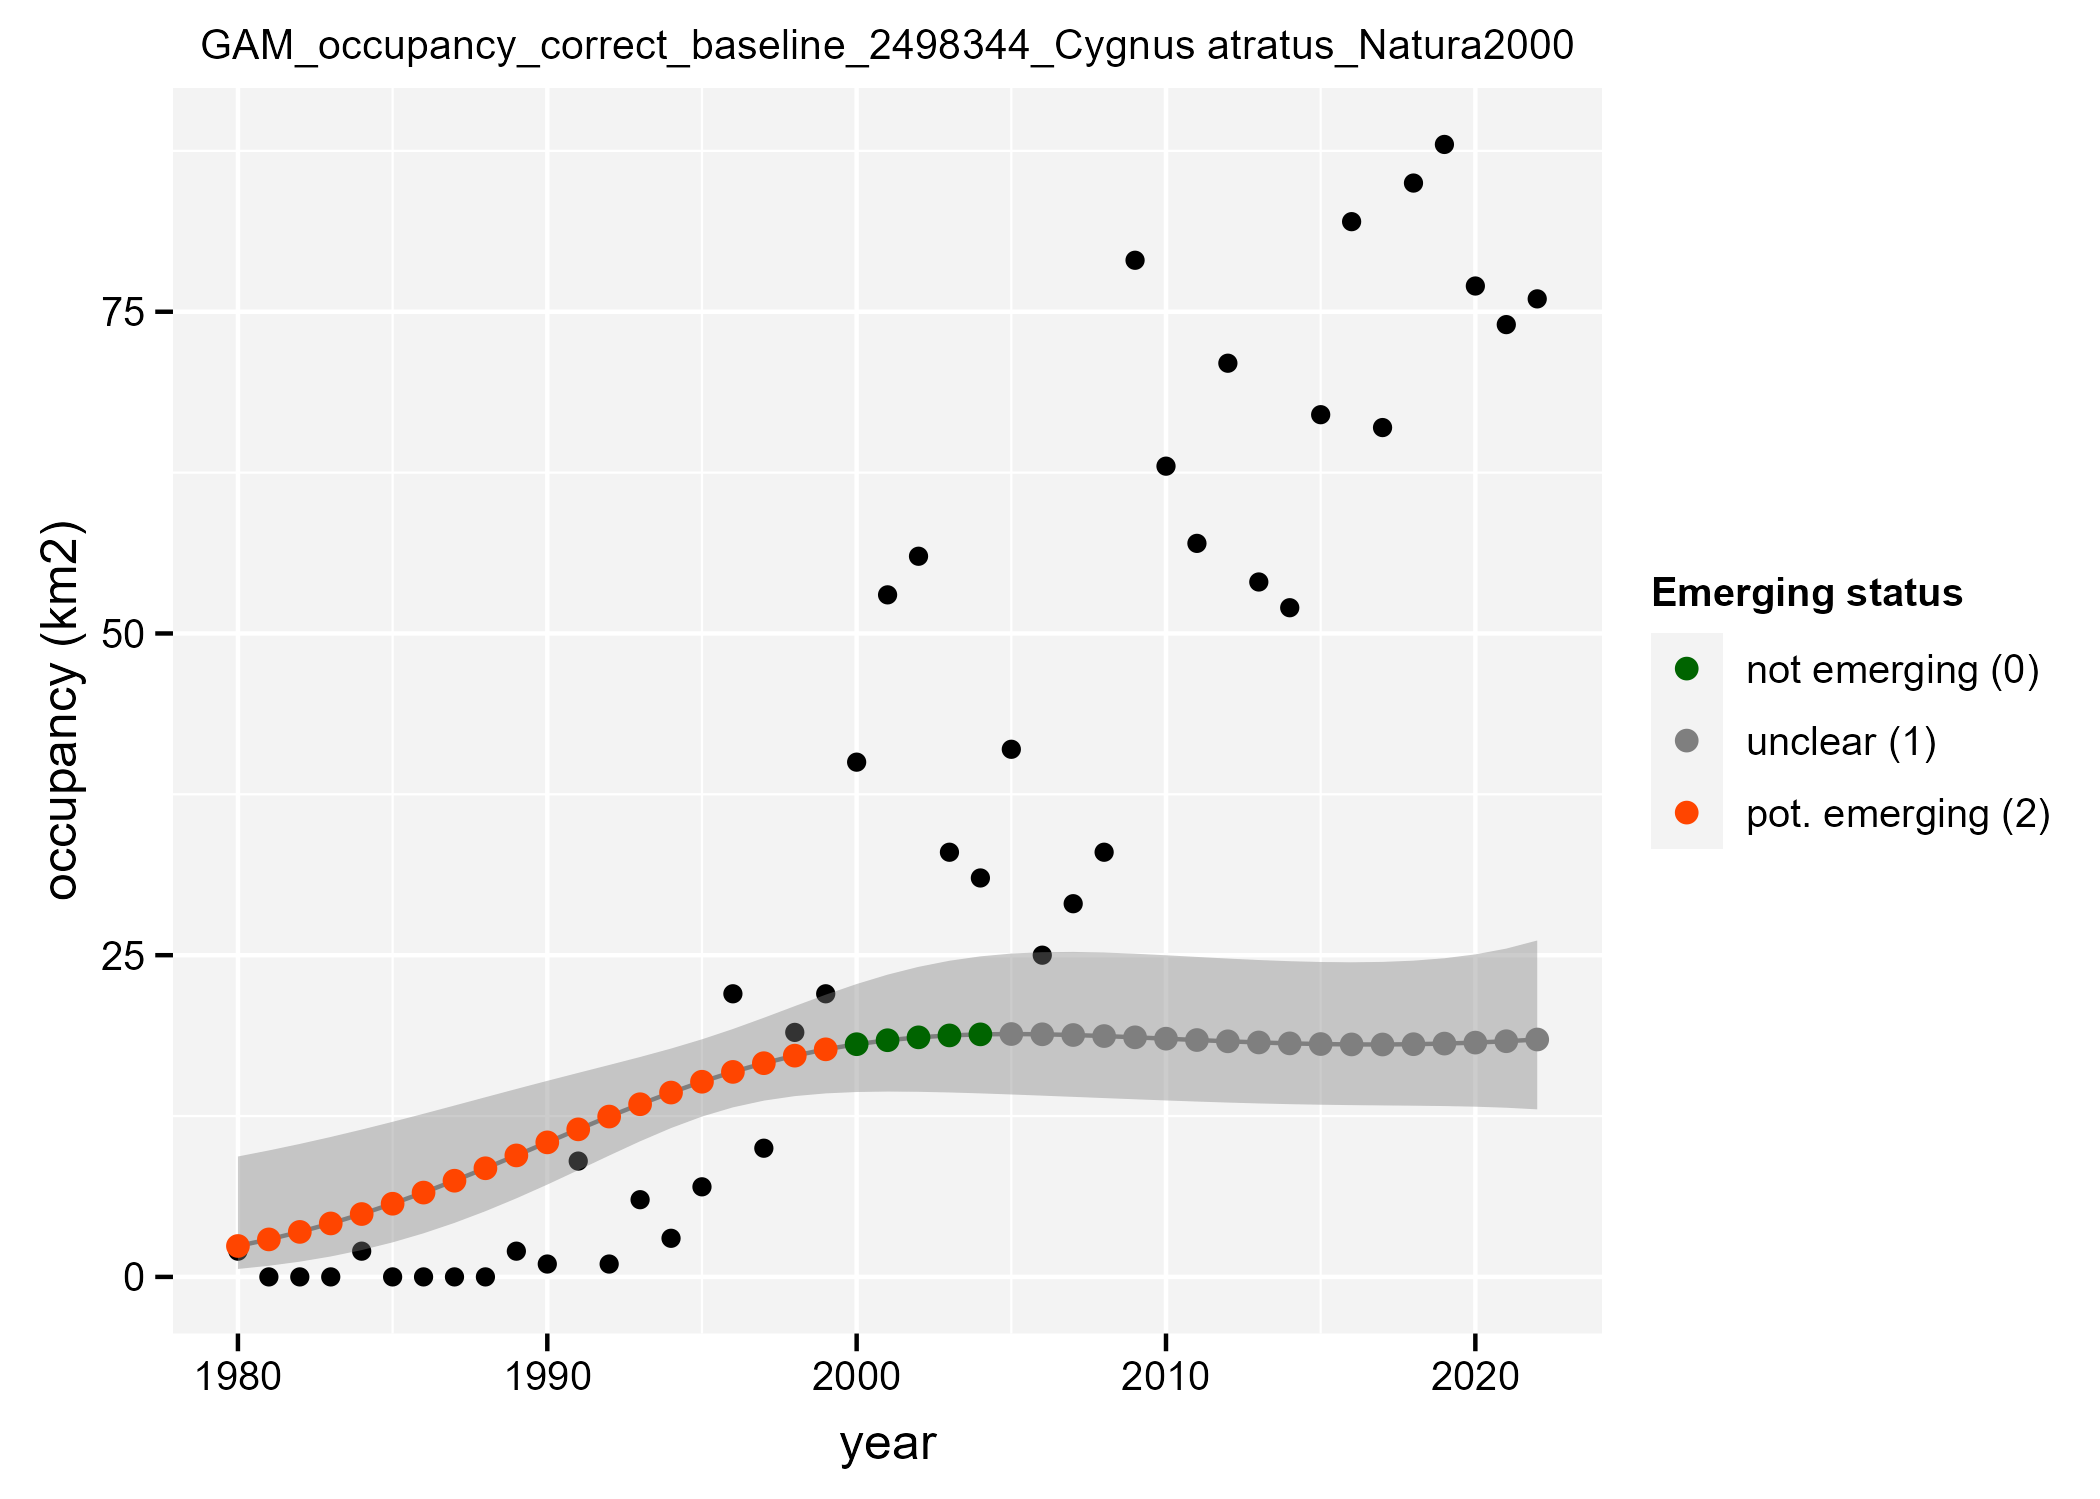 GAM_occupancy_correct_baseline_2498344_Cygnus atratus_Natura2000
occupancy (km2)
75
50
25
0
1980
1990
2000
2010
2020
year
Emerging status
not emerging (0)
unclear (1)
pot. emerging (2)